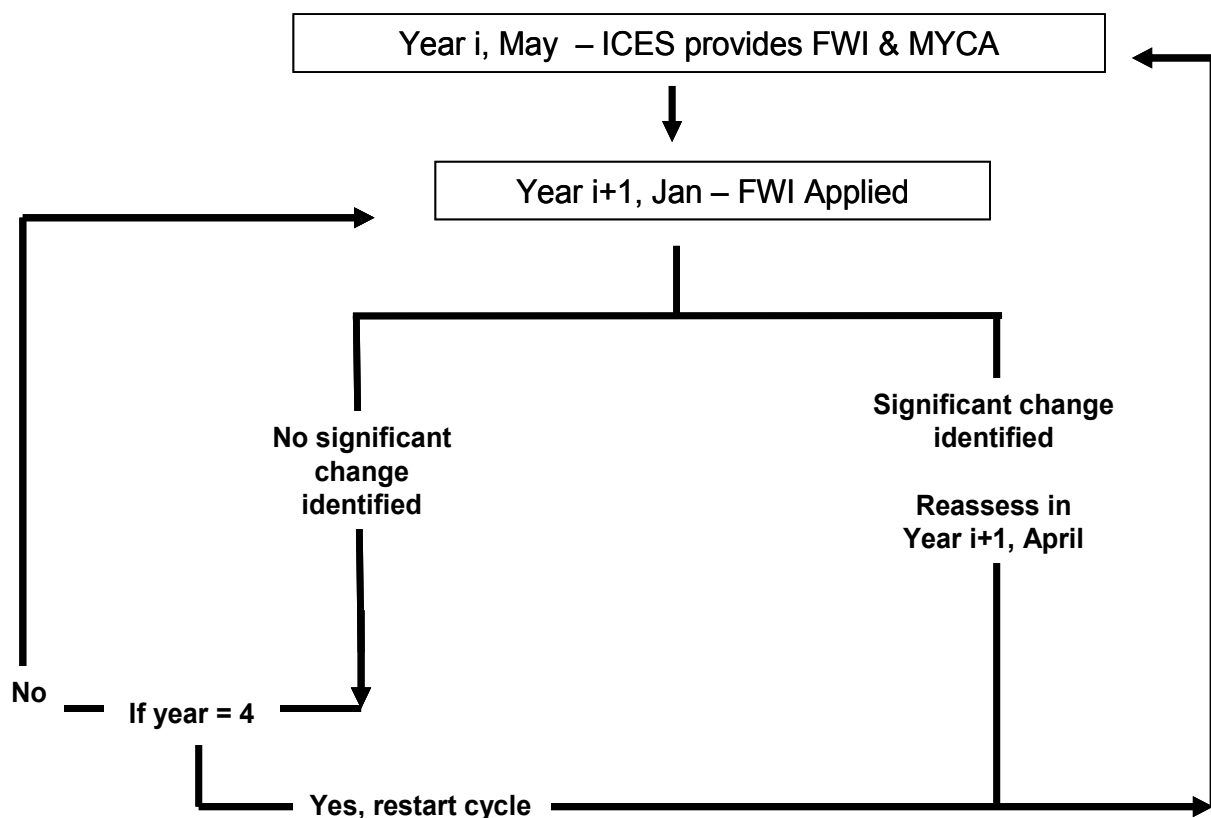 Year i, May – ICES provides FWI & MYCA
Year i+1, Jan – FWI Applied
No significant
change
identified
Significant change
identified
Reassess in
Year i+1, April
No
If year = 4
Yes, restart cycle